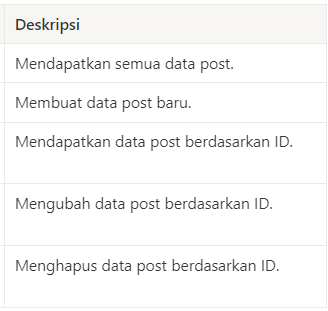 Deskripsi
Mendapatkan semua data post.
Membuat data post baru.
Mendapatkan data post berdasarkan ID.
Mengubah data post berdasarkan ID.
Menghapus data post berdasarkan ID.